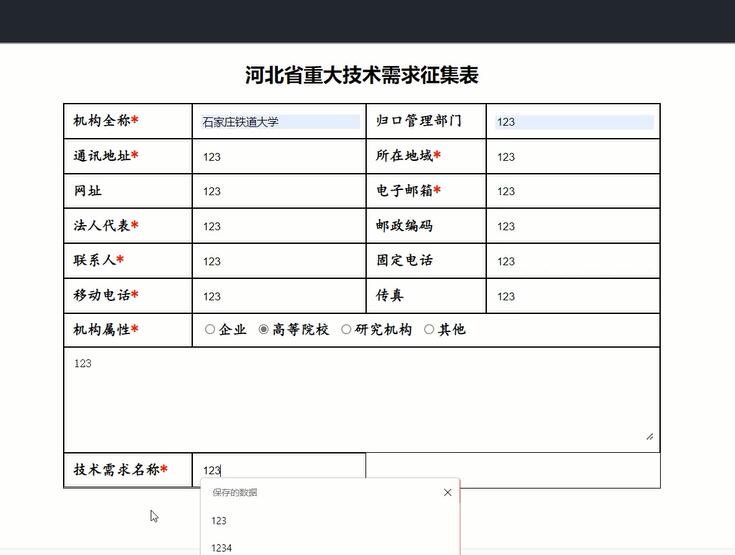 河北省重大技术需求征集表
机构全称* 石家庄铁道大学 归口管理部门 123
通讯地址* 123 所在地域* 123
网址 123 电子邮箱* 123
法人代表* 123 邮政编码 123
联系人* 123 固定电话 123
移动电话* 123 传真 123
机构属性* 企业 高等院校 研究机构 其他
123
技术需求名称* 123
保存的数据
123
1234